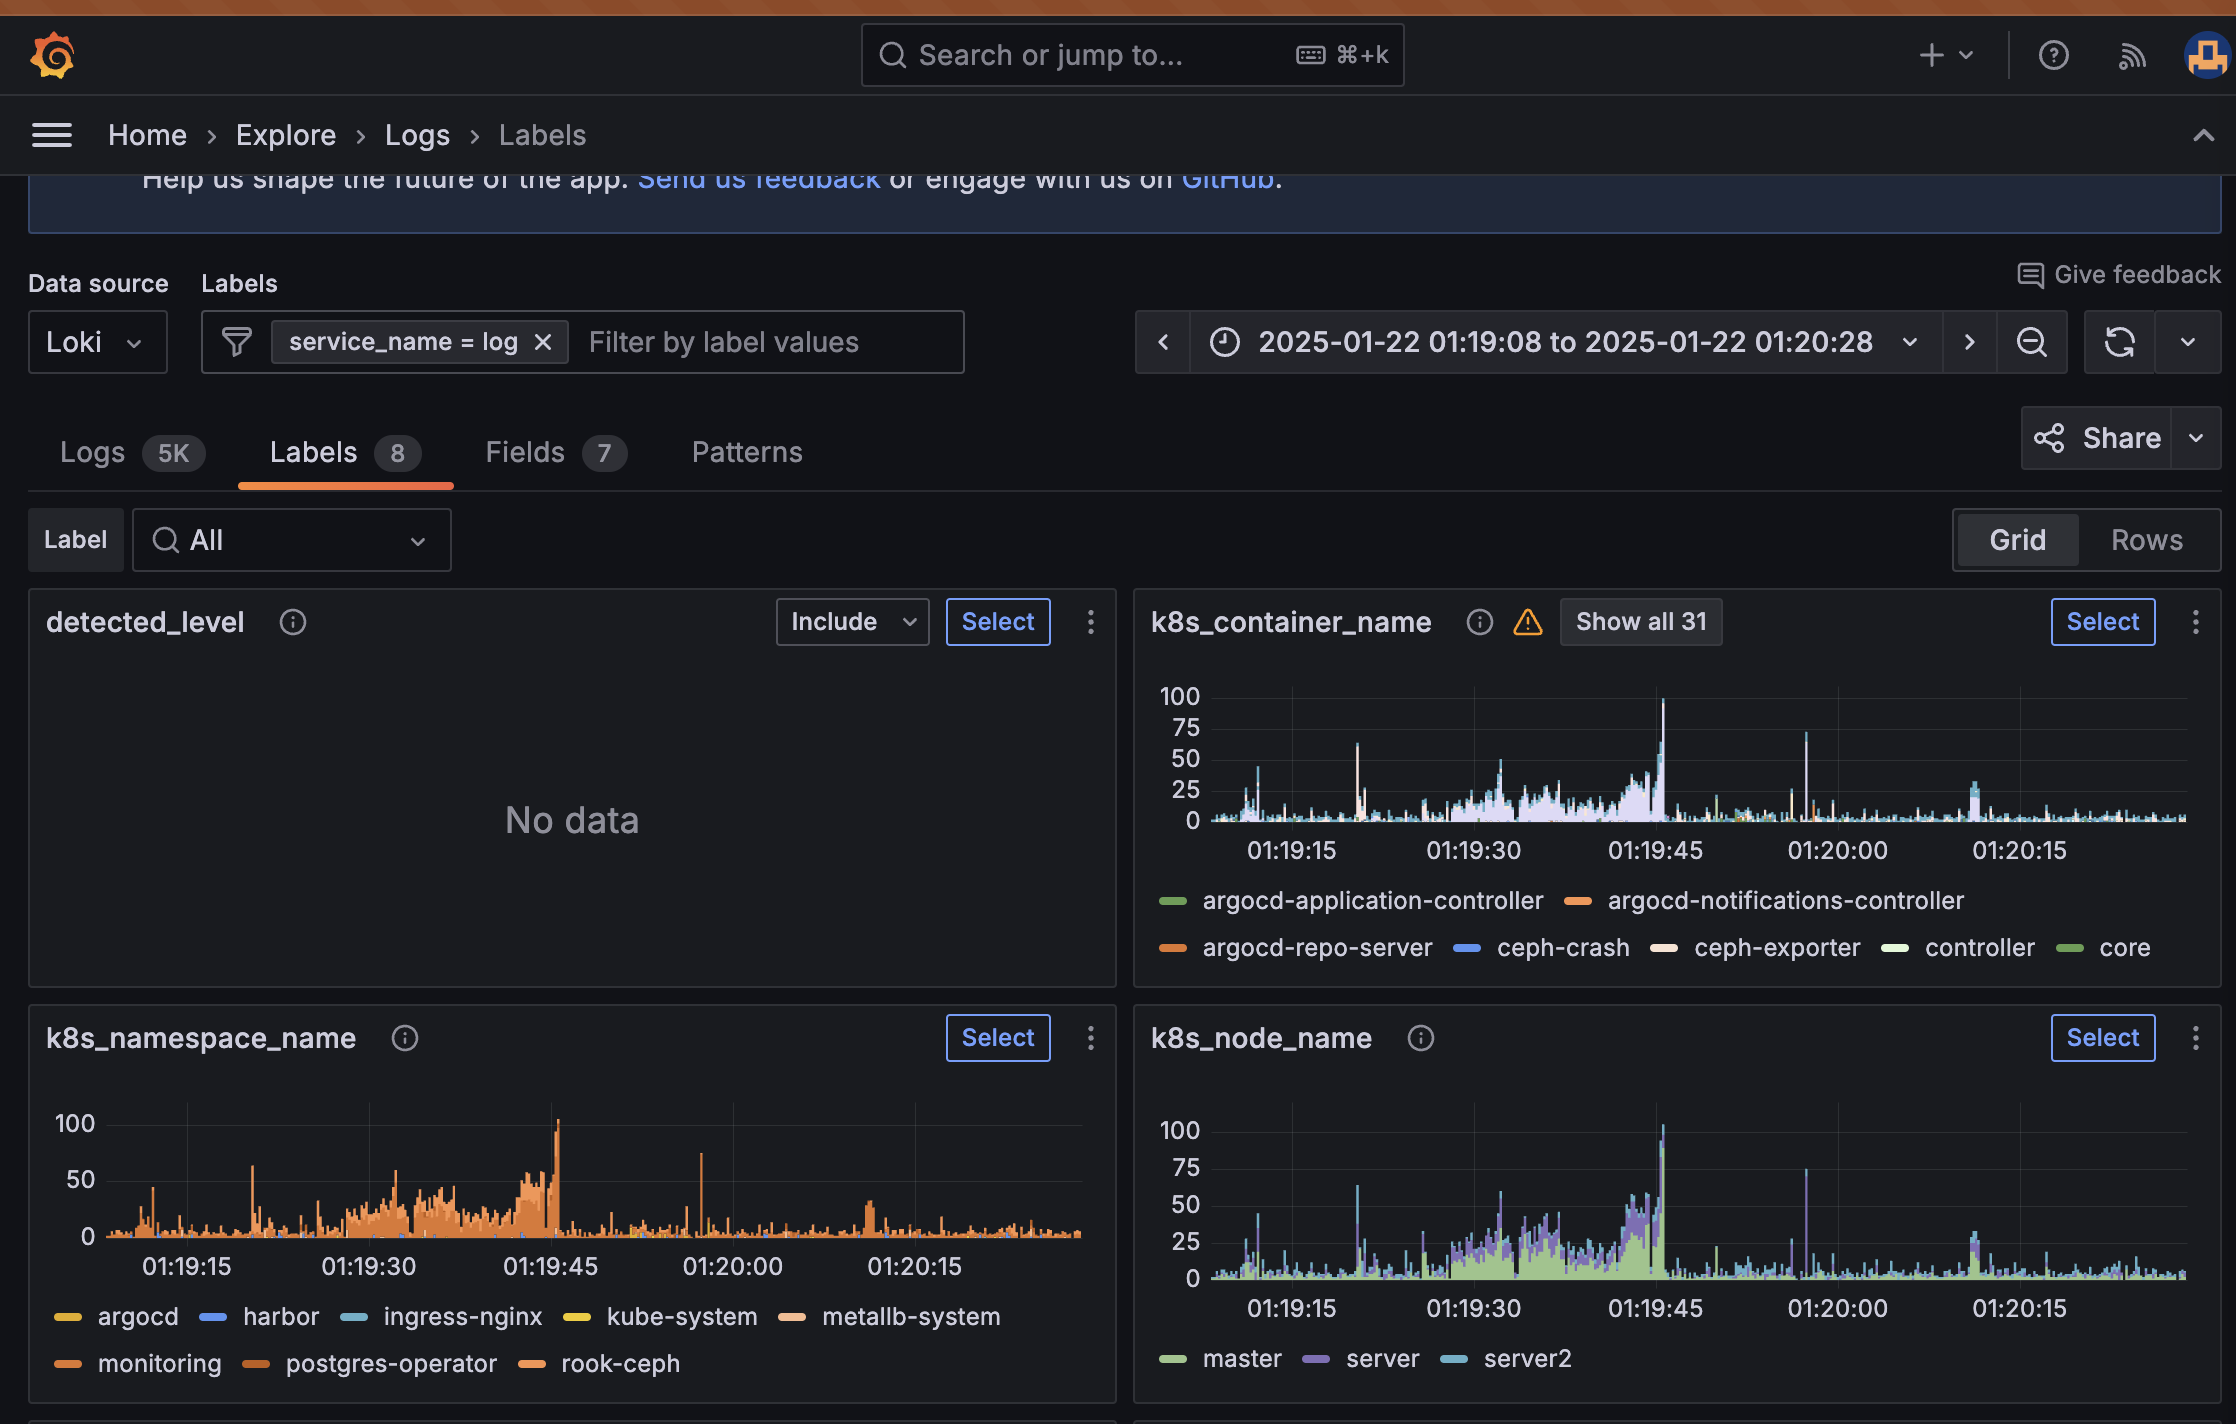 Search or jump to... ⌘+k
Home › Explore › Logs › Labels
Help us shape the future of the app. Send us feedback or engage with us on GitHub.
Give feedback
Data source Labels
Loki service_name = log Filter by label values 2025-01-22 01:19:08 to 2025-01-22 01:20:28
Logs 5K Labels 8 Fields 7 Patterns Share
Label All Grid Rows
detected_level Include Select
No data
k8s_container_name Show all 31 Select
100
75
50
25
0
01:19:15 01:19:30 01:19:45 01:20:00 01:20:15
argocd-application-controller argocd-notifications-controller
argocd-repo-server ceph-crash ceph-exporter controller core
k8s_namespace_name Select
100
50
0
01:19:15 01:19:30 01:19:45 01:20:00 01:20:15
argocd harbor ingress-nginx kube-system metallb-system
monitoring postgres-operator rook-ceph
k8s_node_name Select
100
75
50
25
0
01:19:15 01:19:30 01:19:45 01:20:00 01:20:15
master server server2